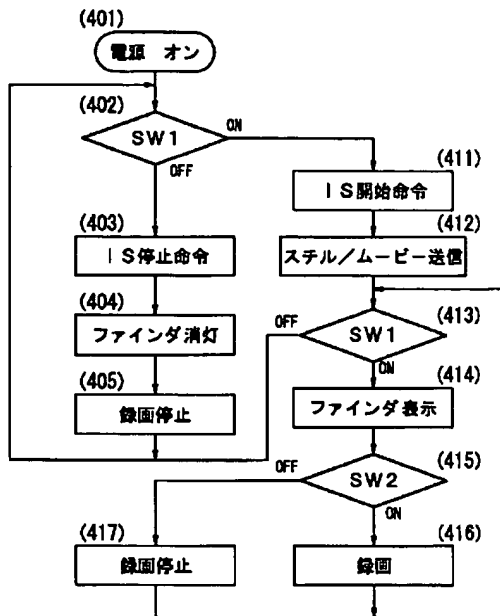 (401)
電源 オン
(402)
SW1
ON
OFF
(403)
IS停止命令
(404)
ファインダ消灯
(405)
録画停止
(411)
IS開始命令
(412)
スチル/ムービー送信
(413)
OFF
SW1
ON
(414)
ファインダ表示
(415)
OFF
SW2
ON
(417)
録画停止
(416)
録画